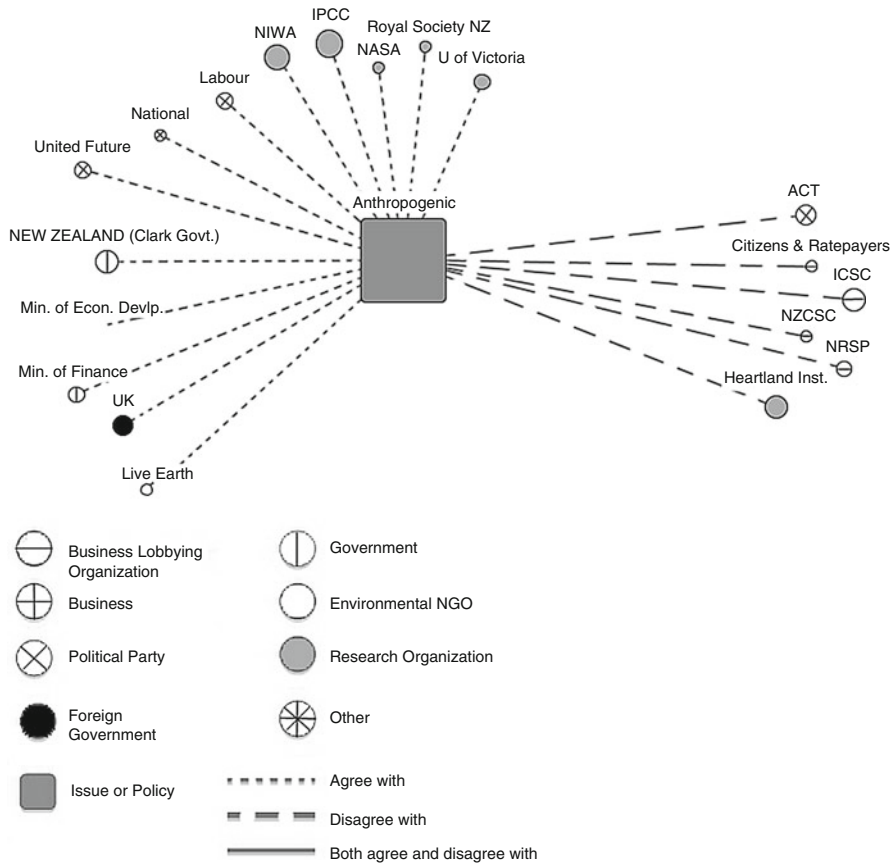 IPCC
Royal Society NZ
NIWA
NASA
U of Victoria
Labour
National
United Future
Anthropogenic
ACT
NEW ZEALAND (Clark Govt.)
Citizens & Ratepayers
ICSC
Min. of Econ. Devlp.
NZCSC
NRSP
Min. of Finance
Heartland Inst.
UK
Live Earth
Business Lobbying
Organization
Government
Business
Environmental NGO
Political Party
Research Organization
Foreign
Government
Other
Issue or Policy
Agree with
Disagree with
Both agree and disagree with